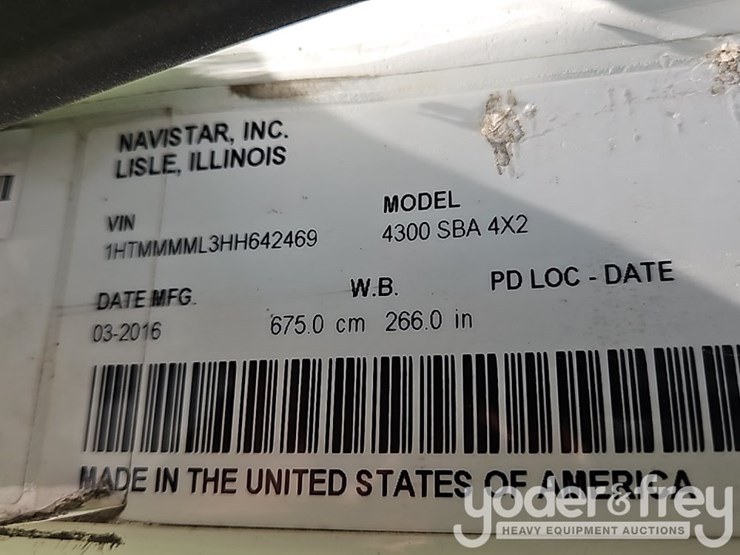 NAVISTAR, INC.
LISLE, ILLINOIS
VIN
1HTMMMML3HH642469
MODEL
4300 SBA 4X2
DATE MFG.
03-2016
W.B.
675.0 cm 266.0 in
PD LOC - DATE
MADE IN THE UNITED STATES OF AMERICA
yoder&frey
HEAVY EQUIPMENT AUCTIONS